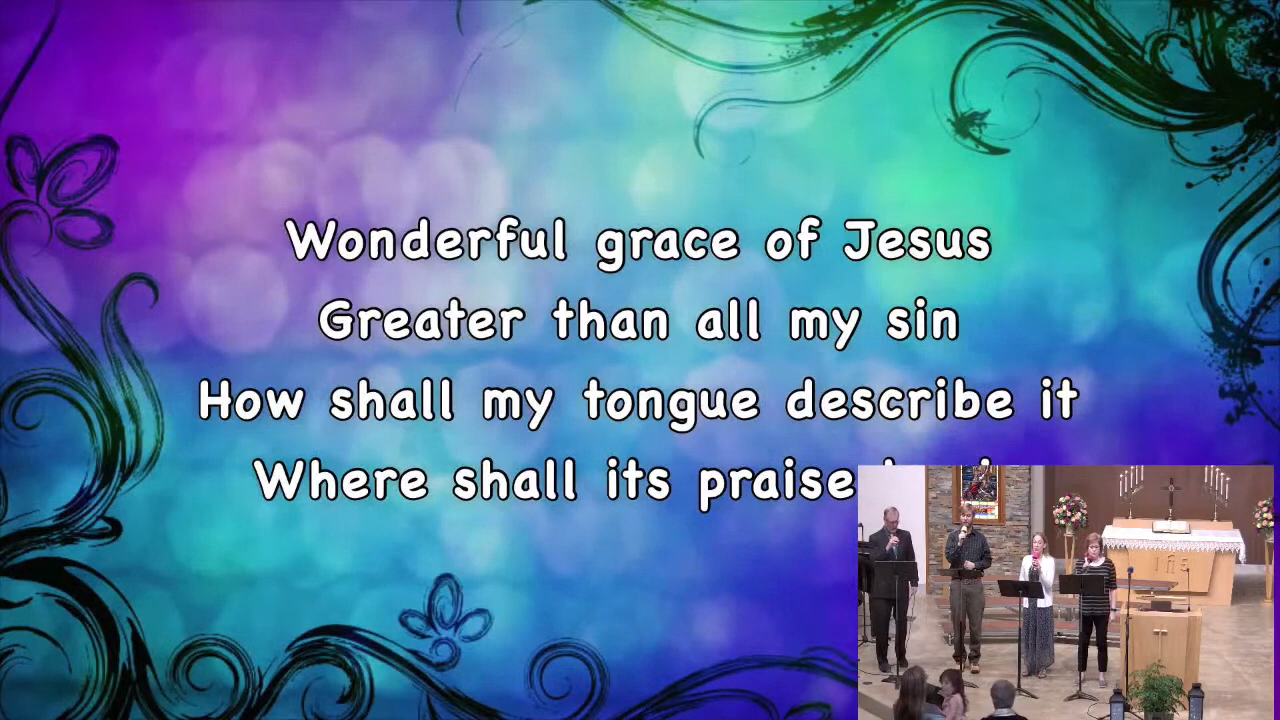 Wonderful grace of Jesus
Greater than all my sin
How shall my tongue describe it
Where shall its praise
IHS